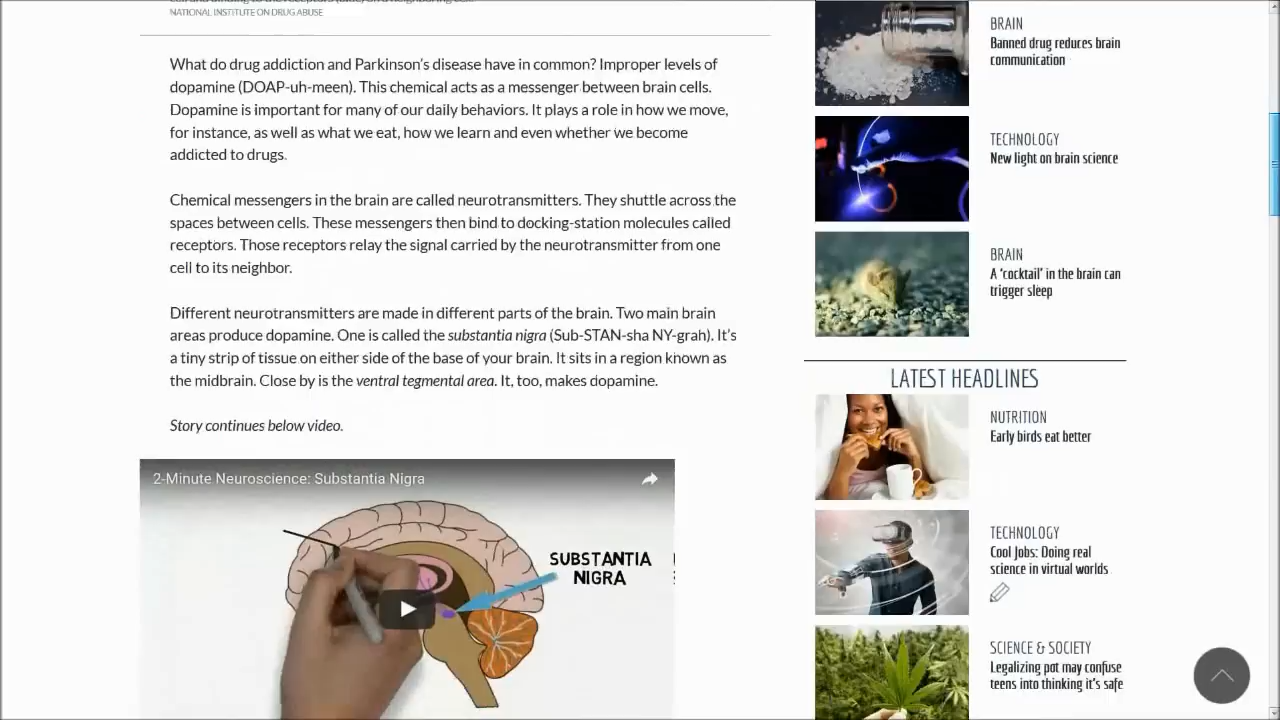 NATIONAL INSTITUTE ON DRUG ABUSE
What do drug addiction and Parkinson's disease have in common? Improper levels of
dopamine (DOAP-uh-meen). This chemical acts as a messenger between brain cells.
Dopamine is important for many of our daily behaviors. It plays a role in how we move,
for instance, as well as what we eat, how we learn and even whether we become
addicted to drugs.
Chemical messengers in the brain are called neurotransmitters. They shuttle across the
spaces between cells. These messengers then bind to docking-station molecules called
receptors. Those receptors relay the signal carried by the neurotransmitter from one
cell to its neighbor.
Different neurotransmitters are made in different parts of the brain. Two main brain
areas produce dopamine. One is called the substantia nigra (Sub-STAN-sha NY-grah). It's
a tiny strip of tissue on either side of the base of your brain. It sits in a region known as
the midbrain. Close by is the ventral tegmental area. It, too, makes dopamine.
Story continues below video.
2-Minute Neuroscience: Substantia Nigra
SUBSTANTIA
NIGRA
BRAIN
Banned drug reduces brain
communication
TECHNOLOGY
New light on brain science
BRAIN
A 'cocktail' in the brain can
trigger sleep
LATEST HEADLINES
NUTRITION
Early birds eat better
TECHNOLOGY
Cool Jobs: Doing real
science in virtual worlds
SCIENCE & SOCIETY
Legalizing pot may confuse
teens into thinking it's safe